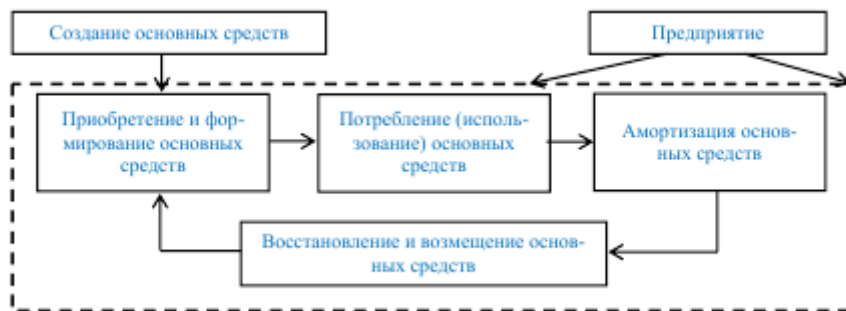 Создание основных средств
Предприятие
Приобретение и фор-
мирование основных
средств
Потребление (исполь-
зование) основных
средств
Амортизация основ-
ных средств
Восстановление и возмещение основ-
ных средств